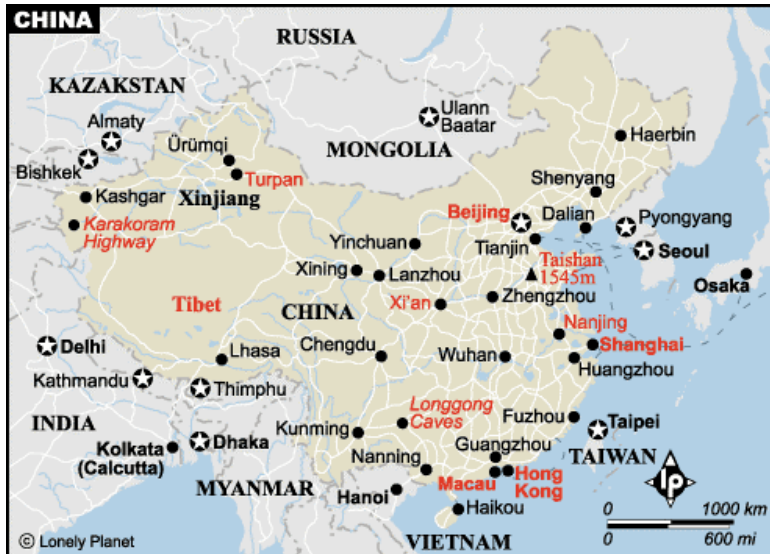 CHINA
RUSSIA
KAZAKSTAN
Almaty
Ulann
Baatar
Ürümqi
Haerbin
MONGOLIA
Bishkek
Turpan
Shenyang
Kashgar
Xinjiang
Beijing
Dalian
Pyongyang
Karakoram
Highway
Yinchuan
Tianjin
Seoul
Taishan
1545m
Xining
Lanzhou
Osaka
Tibet
Xi'an
Zhengzhou
CHINA
Nanjing
Delhi
Lhasa
Chengdu
Wuhan
Shanghai
Huangzhou
Kathmandu
Thimphu
Longgong
Caves
Fuzhou
INDIA
Kunming
Taipei
Dhaka
Guangzhou
Kolkata
(Calcutta)
Nanning
TAIWAN
Macau
Hong
Kong
MYANMAR
Hanoi
lp
Haikou
0 1000 km
0 600 mi
© Lonely Planet
VIETNAM